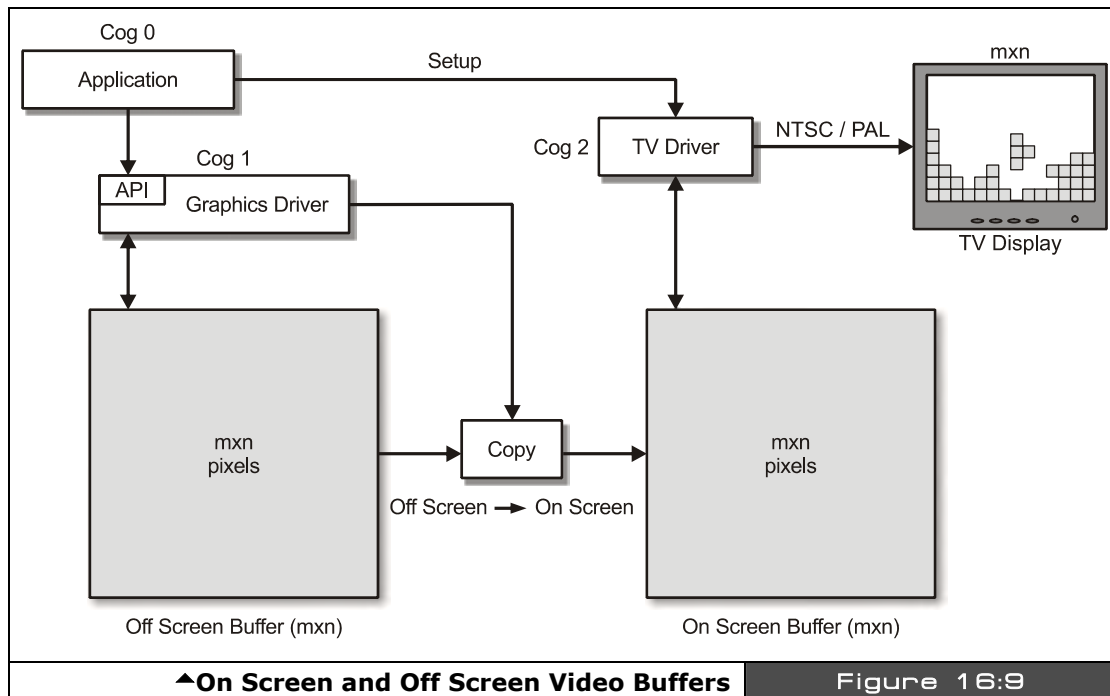 Cog 0
Application
Setup
mxn
Cog 1
API
Graphics Driver
Cog 2
TV Driver
NTSC / PAL
TV Display
mxn
pixels
Copy
Off Screen → On Screen
mxn
pixels
Off Screen Buffer (mxn)
On Screen Buffer (mxn)
▲On Screen and Off Screen Video Buffers
Figure 16:9